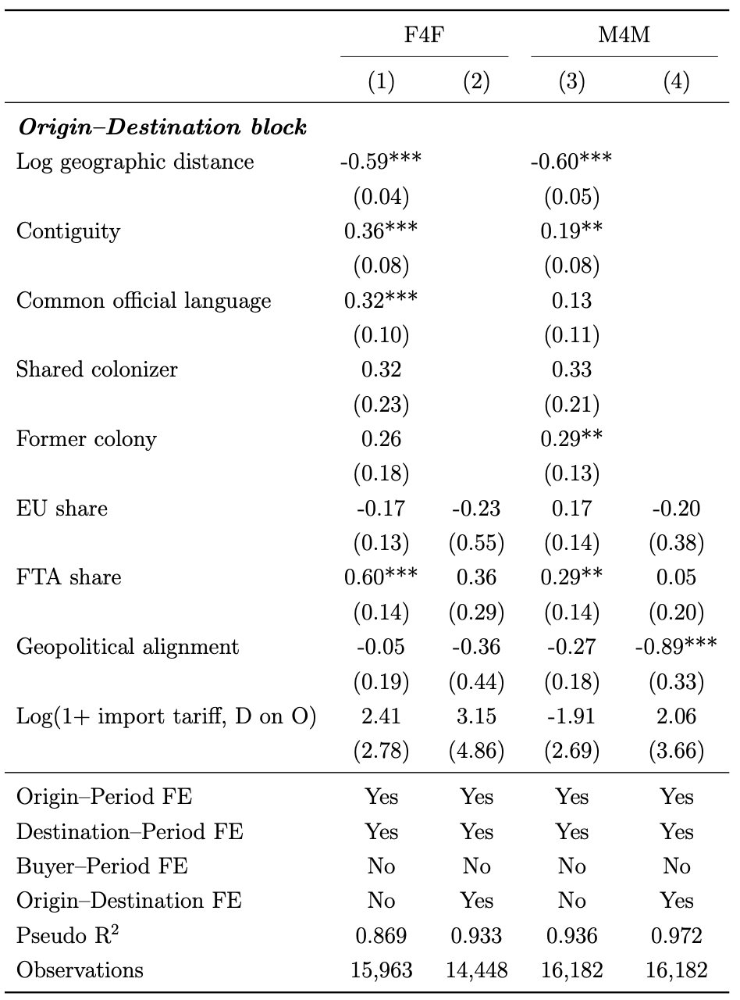 F4F M4M
(1) (2) (3) (4)
Origin–Destination block
Log geographic distance -0.59*** -0.60***
(0.04) (0.05)
Contiguity 0.36*** 0.19**
(0.08) (0.08)
Common official language 0.32*** 0.13
(0.10) (0.11)
Shared colonizer 0.32 0.33
(0.23) (0.21)
Former colony 0.26 0.29**
(0.18) (0.13)
EU share -0.17 -0.23 0.17 -0.20
(0.13) (0.55) (0.14) (0.38)
FTA share 0.60*** 0.36 0.29** 0.05
(0.14) (0.29) (0.14) (0.20)
Geopolitical alignment -0.05 -0.36 -0.27 -0.89***
(0.19) (0.44) (0.18) (0.33)
Log(1+ import tariff, D on O) 2.41 3.15 -1.91 2.06
(2.78) (4.86) (2.69) (3.66)
Origin–Period FE Yes Yes Yes Yes
Destination–Period FE Yes Yes Yes Yes
Buyer–Period FE No No No No
Origin–Destination FE No Yes No Yes
Pseudo R² 0.869 0.933 0.936 0.972
Observations 15,963 14,448 16,182 16,182